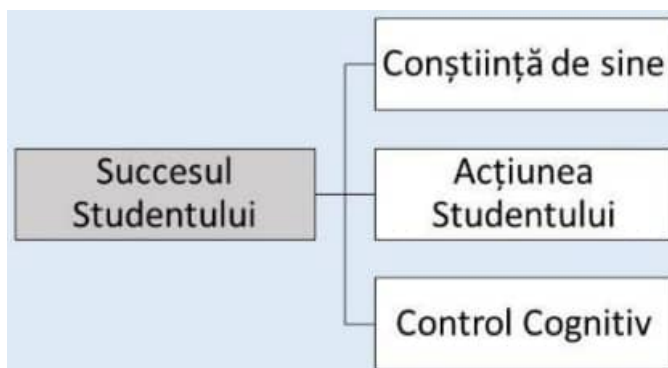 Conștiință de sine
Succesul
Studentului
Acțiunea
Studentului
Control Cognitiv